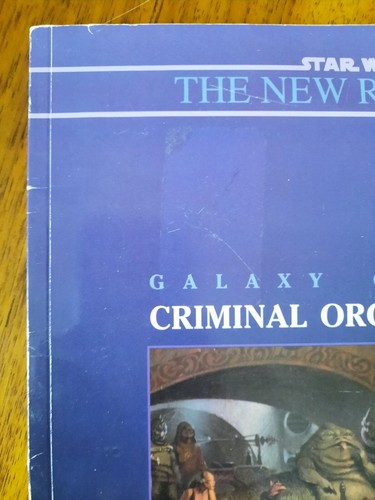 STAR W
THE NEW R
GALAXY
CRIMINAL ORG